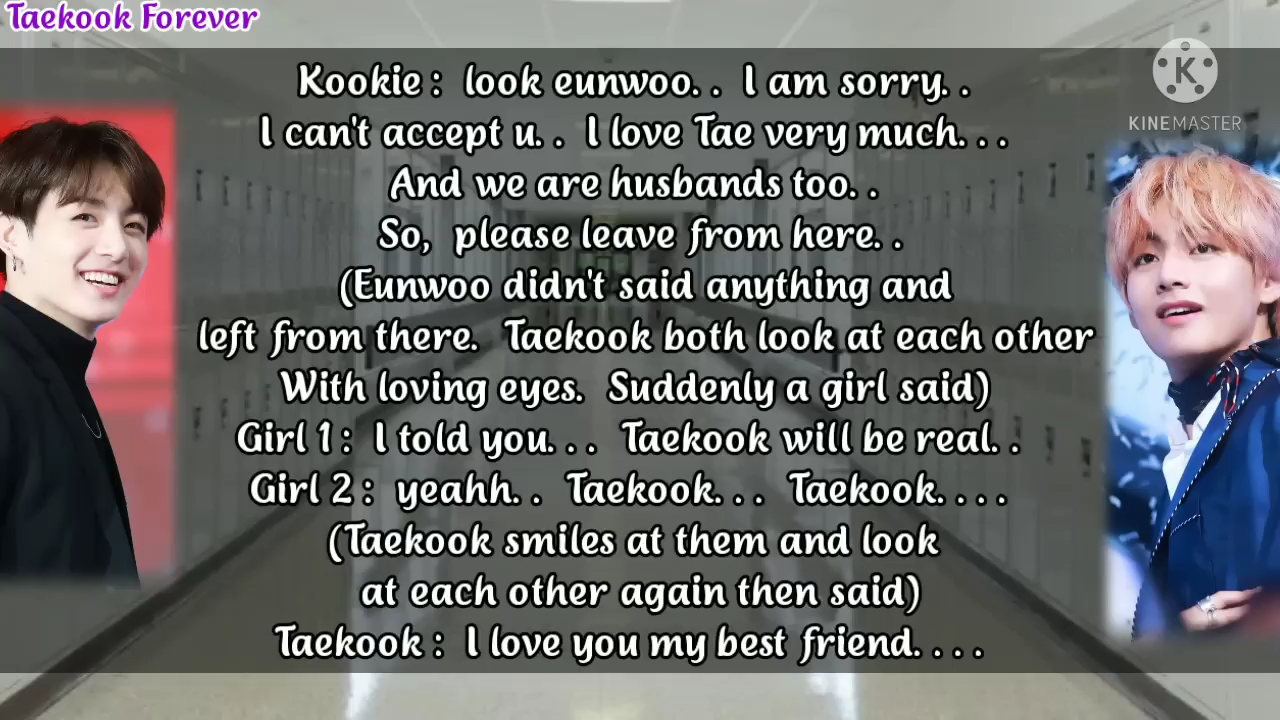 Taekook Forever
Kookie : look eunwoo. . I am sorry. .
I can't accept u. . I love Tae very much. . .
And we are husbands too. .
So, please leave from here. .
(Eunwoo didn't said anything and
left from there. Taekook both look at each other
With loving eyes. Suddenly a girl said)
Girl 1 : I told you. . . Taekook will be real. .
Girl 2 : yeahh. . Taekook. . . Taekook. . . .
(Taekook smiles at them and look
at each other again then said)
Taekook : I love you my best friend. . . .
K
KINEMASTER